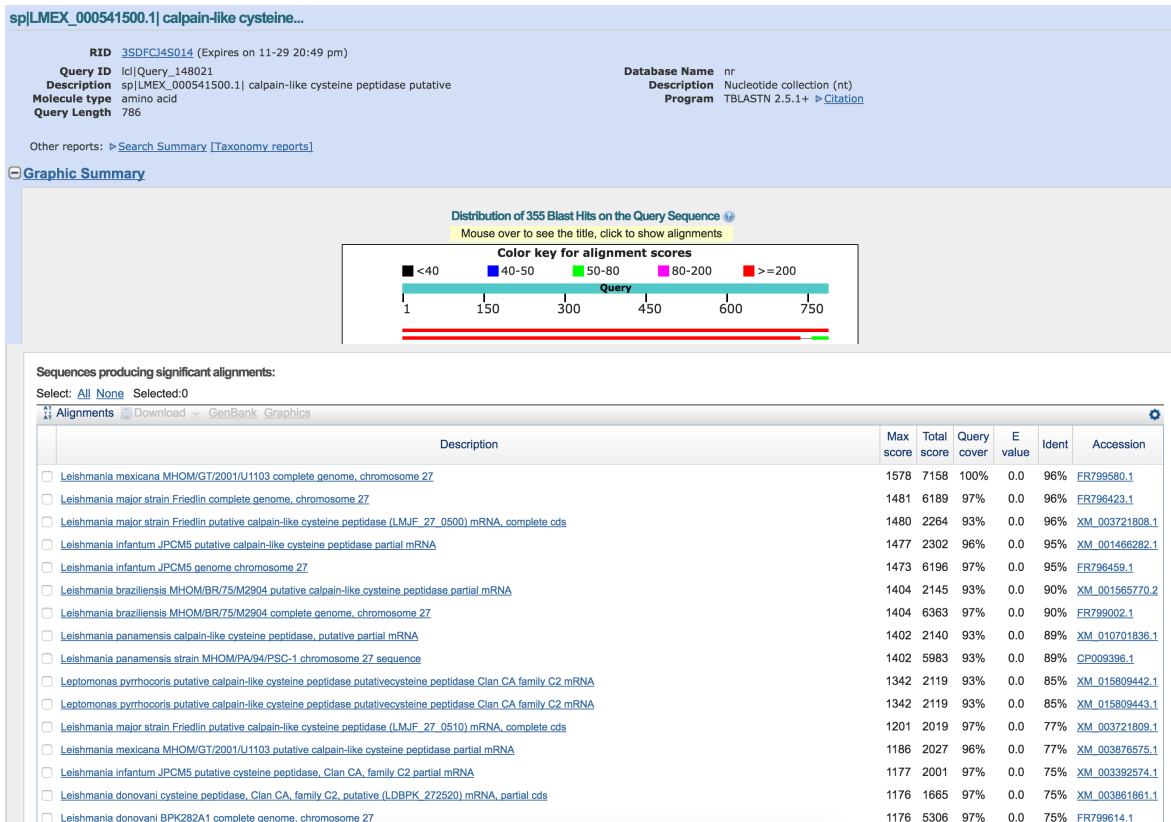 sp|LMEX_000541500.1| calpain-like cysteine...
RID 3SDFCJ4S014 (Expires on 11-29 20:49 pm)
Query ID lcl|Query_148021
Description sp|LMEX_000541500.1| calpain-like cysteine peptidase putative
Molecule type amino acid
Query Length 786
Database Name nr
Description Nucleotide collection (nt)
Program TBLASTN 2.5.1+ Citation
Other reports: Search Summary [Taxonomy reports]
Graphic Summary
Distribution of 355 Blast Hits on the Query Sequence
Mouse over to see the title, click to show alignments
Color key for alignment scores
<40 40-50 50-80 80-200 >=200
Query
1 150 300 450 600 750
Sequences producing significant alignments:
Select: All None Selected:0
Alignments Download GenBank Graphics
Description Max score Total score Query cover E value Ident Accession
Leishmania mexicana MHOM/GT/2001/U1103 complete genome, chromosome 27 1578 7158 100% 0.0 96% FR799580.1
Leishmania major strain Friedlin complete genome, chromosome 27 1481 6189 97% 0.0 96% FR796423.1
Leishmania major strain Friedlin putative calpain-like cysteine peptidase (LMJF_27_0500) mRNA, complete cds 1480 2264 93% 0.0 96% XM_003721808.1
Leishmania infantum JPCM5 putative calpain-like cysteine peptidase partial mRNA 1477 2302 96% 0.0 95% XM_001466282.1
Leishmania infantum JPCM5 genome chromosome 27 1473 6196 97% 0.0 95% FR796459.1
Leishmania braziliensis MHOM/BR/75/M2904 putative calpain-like cysteine peptidase partial mRNA 1404 2145 93% 0.0 90% XM_001565770.2
Leishmania braziliensis MHOM/BR/75/M2904 complete genome, chromosome 27 1404 6363 97% 0.0 90% FR799002.1
Leishmania panamensis calpain-like cysteine peptidase, putative partial mRNA 1402 2140 93% 0.0 89% XM_010701836.1
Leishmania panamensis strain MHOM/PA/94/PSC-1 chromosome 27 sequence 1402 5983 93% 0.0 89% CP009396.1
Leptomonas pyrrhocoris putative calpain-like cysteine peptidase putativecysteine peptidase Clan CA family C2 mRNA 1342 2119 93% 0.0 85% XM_015809442.1
Leptomonas pyrrhocoris putative calpain-like cysteine peptidase putativecysteine peptidase Clan CA family C2 mRNA 1342 2119 93% 0.0 85% XM_015809443.1
Leishmania major strain Friedlin putative calpain-like cysteine peptidase (LMJF_27_0510) mRNA, complete cds 1201 2019 97% 0.0 77% XM_003721809.1
Leishmania mexicana MHOM/GT/2001/U1103 putative calpain-like cysteine peptidase partial mRNA 1186 2027 96% 0.0 77% XM_003876575.1
Leishmania infantum JPCM5 putative cysteine peptidase, Clan CA, family C2 partial mRNA 1177 2001 97% 0.0 75% XM_003392574.1
Leishmania donovani cysteine peptidase, Clan CA, family C2, putative (LDBPK_272520) mRNA, partial cds 1176 1665 97% 0.0 75% XM_003861861.1
Leishmania donovani BPK282A1 complete genome, chromosome 27 1176 5306 97% 0.0 75% FR799614.1